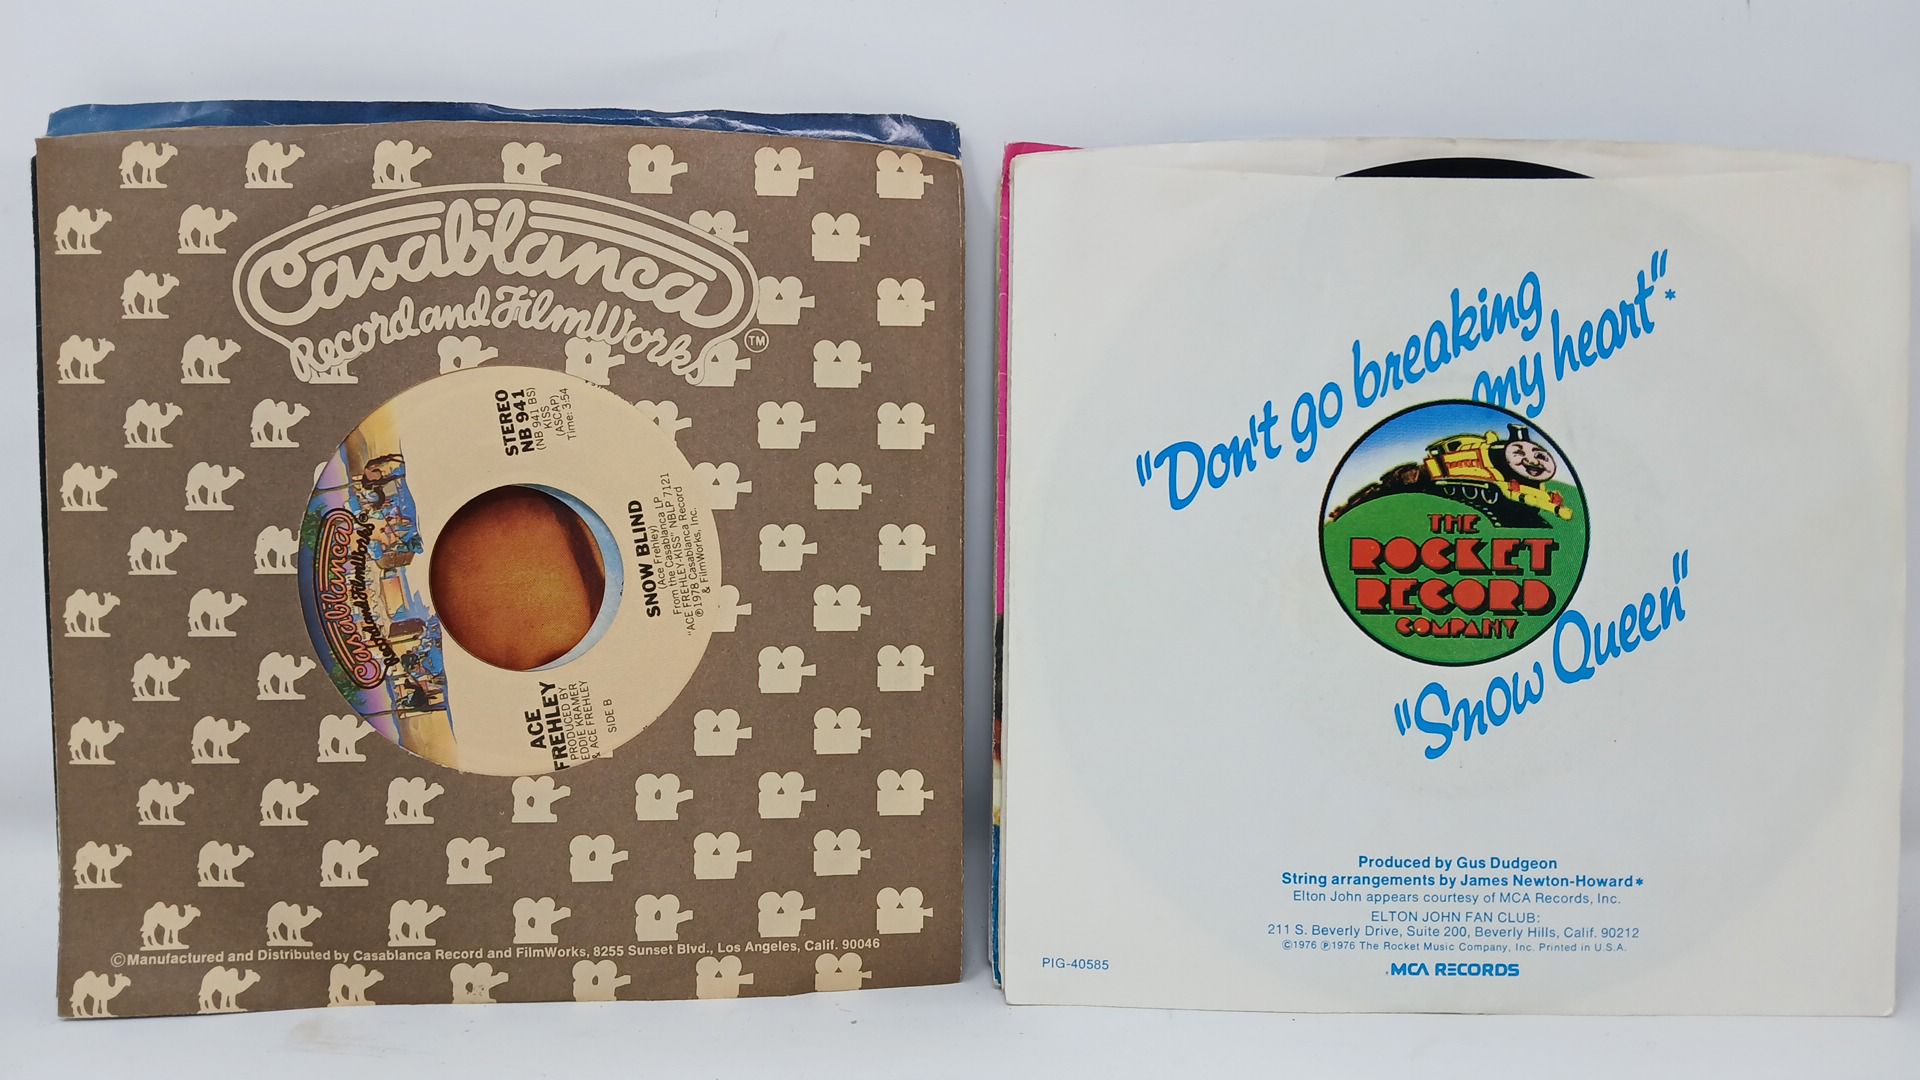 Casablanca
Record and FilmWorks
TM
Casablanca
Record and FilmWorks
STEREO
NB 941
(NB 941 BS)
KISS
(ASCAP)
Time: 3:54
SNOW BLIND
(Ace Frehley)
From the Casablanca LP
"ACE FREHLEY-KISS" NBLP 7121
℗1978 Casablanca Record
& FilmWorks, Inc.
ACE
FREHLEY
PRODUCED BY
EDDIE KRAMER
& ACE FREHLEY
SIDE B
©Manufactured and Distributed by Casablanca Record and FilmWorks, 8255 Sunset Blvd., Los Angeles, Calif. 90046
"Don't go breaking
my heart"*
THE
ROCKET
RECORD
COMPANY
"Snow Queen"
Produced by Gus Dudgeon
String arrangements by James Newton-Howard*
Elton John appears courtesy of MCA Records, Inc.
ELTON JOHN FAN CLUB:
211 S. Beverly Drive, Suite 200, Beverly Hills, Calif. 90212
©1976 ℗1976 The Rocket Music Company, Inc. Printed in U.S.A.
PIG-40585
MCA RECORDS